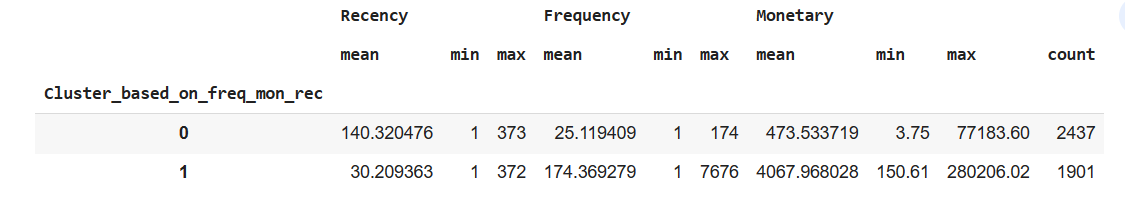 Recency Frequency Monetary
mean min max mean min max mean min max count
Cluster_based_on_freq_mon_rec
0 140.320476 1 373 25.119409 1 174 473.533719 3.75 77183.60 2437
1 30.209363 1 372 174.369279 1 7676 4067.968028 150.61 280206.02 1901